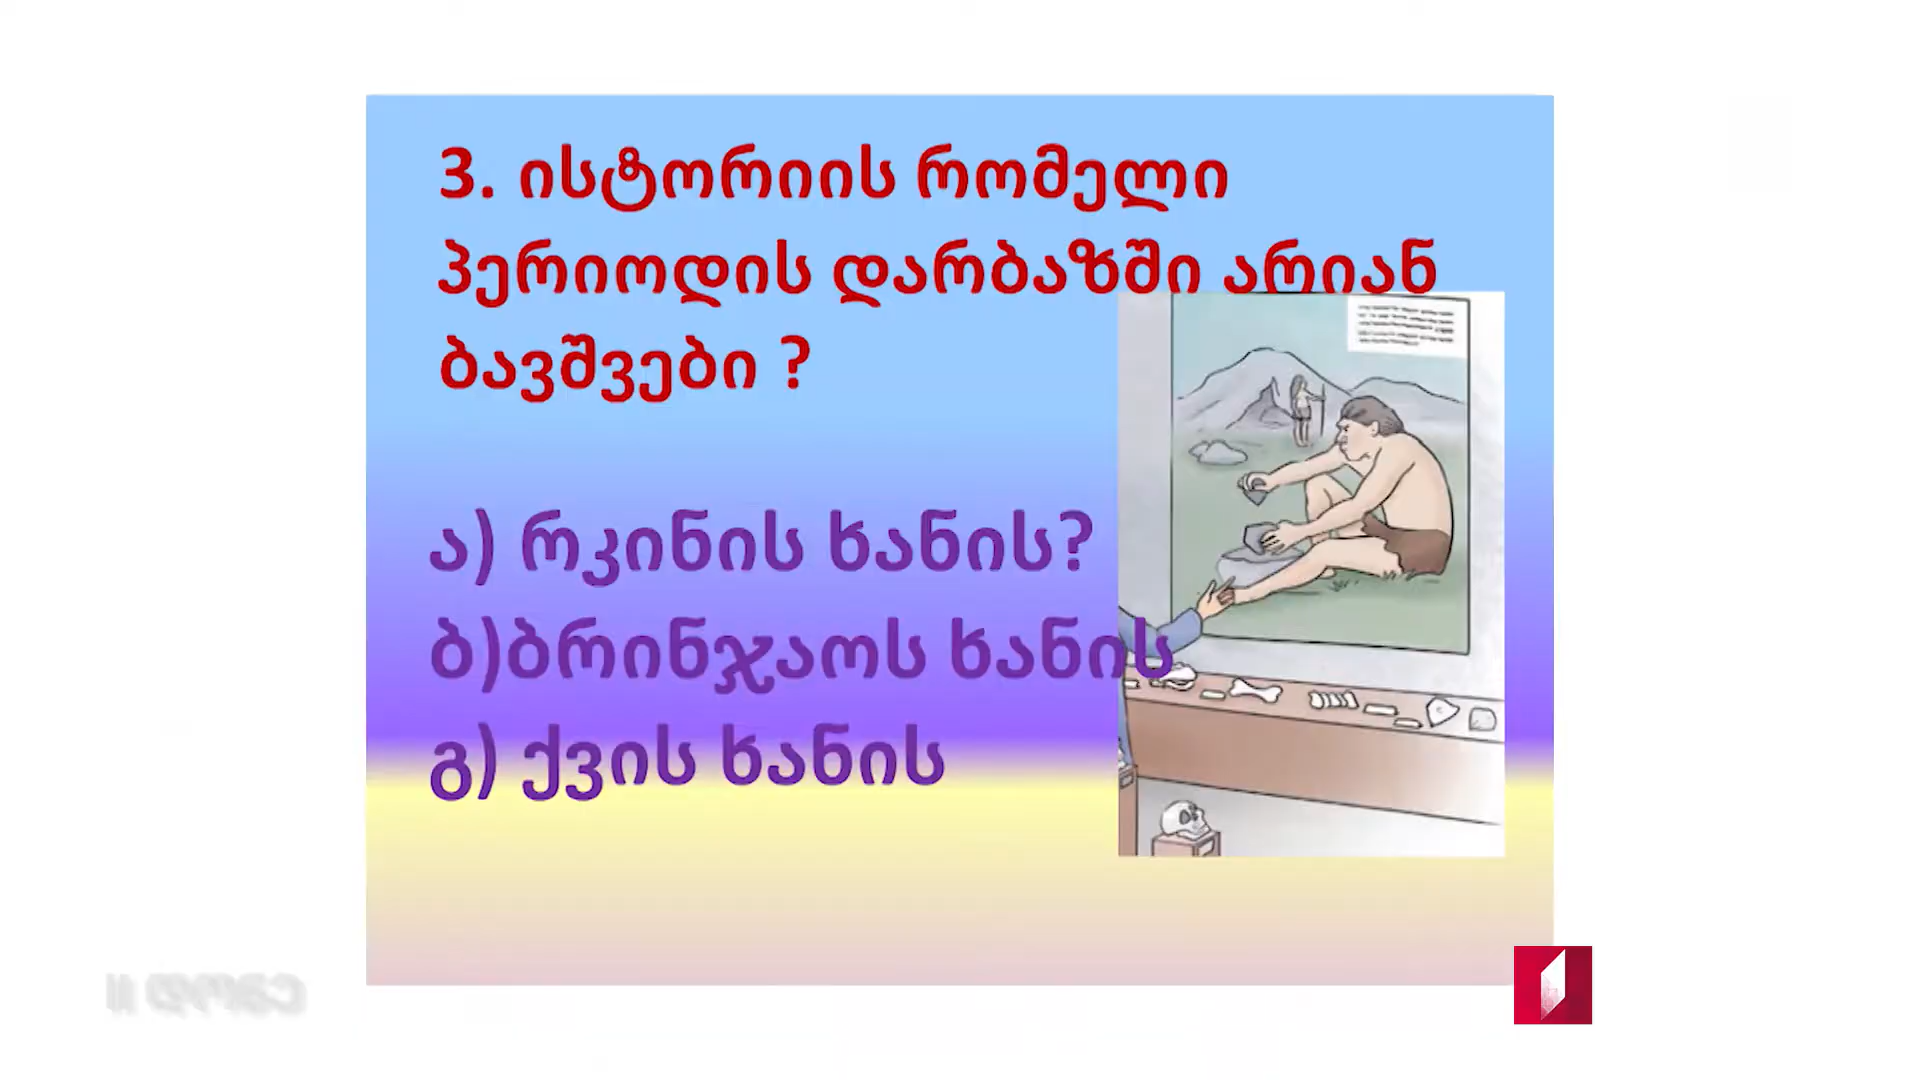 3. ისტორიის რომელი
პერიოდის დარბაზში არიან
ბავშვები ?
ა) რკინის ხანის?
ბ)ბრინჯაოს ხანის
გ) ქვის ხანის